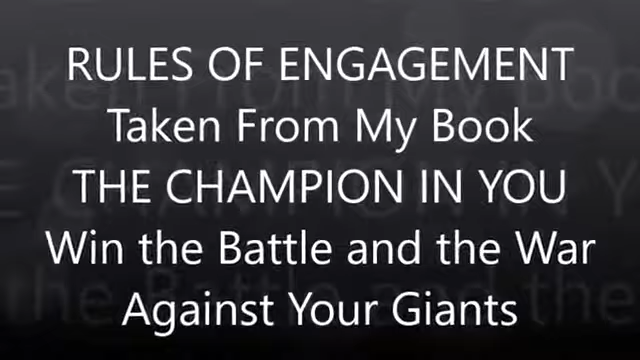 RULES OF ENGAGEMENT
Taken From My Book
THE CHAMPION IN YOU
Win the Battle and the War
Against Your Giants